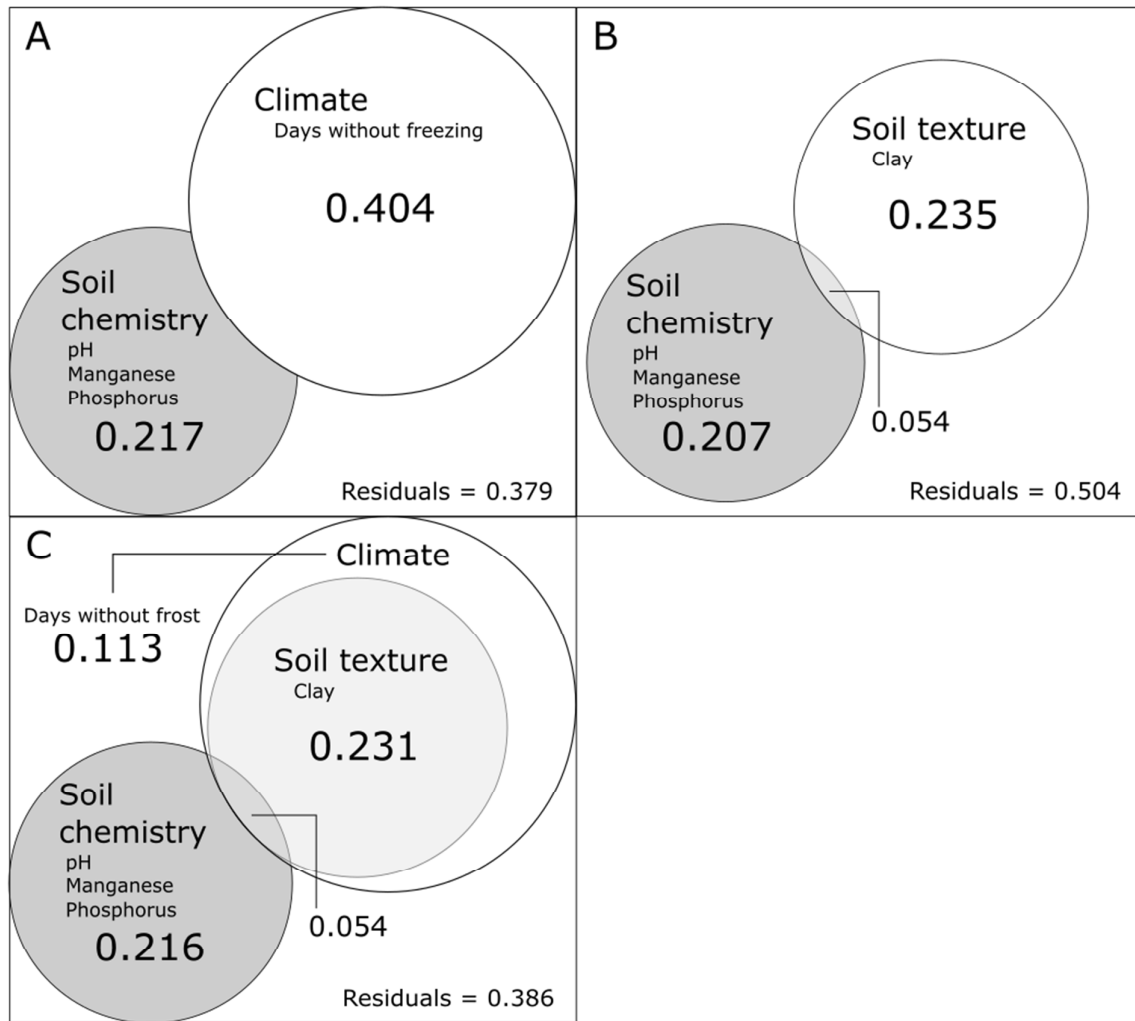 A
Climate
Days without freezing
0.404
Soil
chemistry
pH
Manganese
Phosphorus
0.217
Residuals = 0.379
B
Soil texture
Clay
0.235
Soil
chemistry
pH
Manganese
Phosphorus
0.207
0.054
Residuals = 0.504
C
Climate
Days without frost
0.113
Soil texture
Clay
0.231
Soil
chemistry
pH
Manganese
Phosphorus
0.216
0.054
Residuals = 0.386